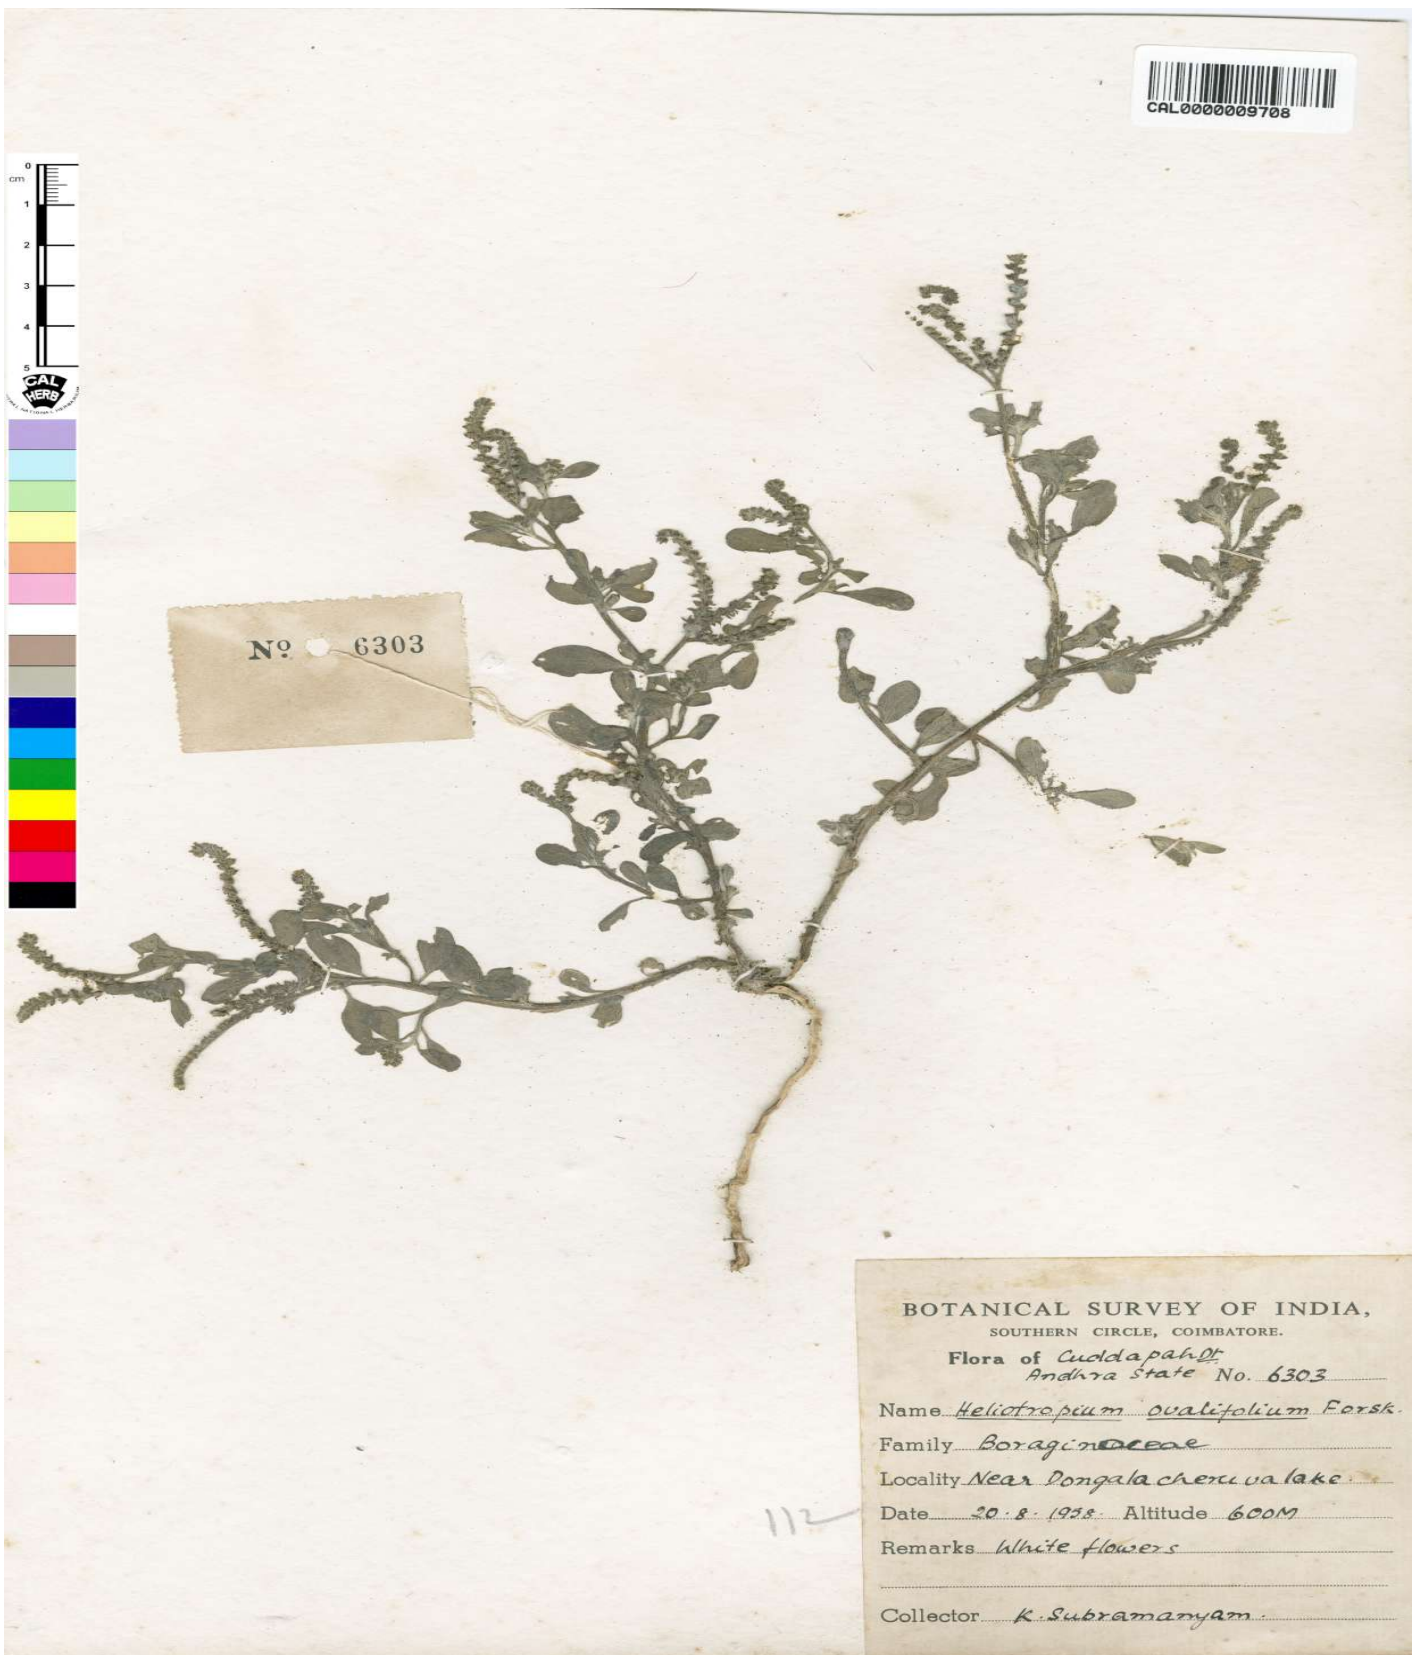 CAL0000009708
0
cm
1
2
3
4
5
CAL
HERB
Nº 6303
BOTANICAL SURVEY OF INDIA,
SOUTHERN CIRCLE, COIMBATORE.
Flora of Cuddapah Dt
Andhra State No. 6303
Name Heliotropium ovalifolium Forsk.
Family Boraginaceae
Locality Near Dongala cheruva lake.
Date 20.8.1958. Altitude 600M
Remarks White flowers
Collector K. Subramanyam.
112